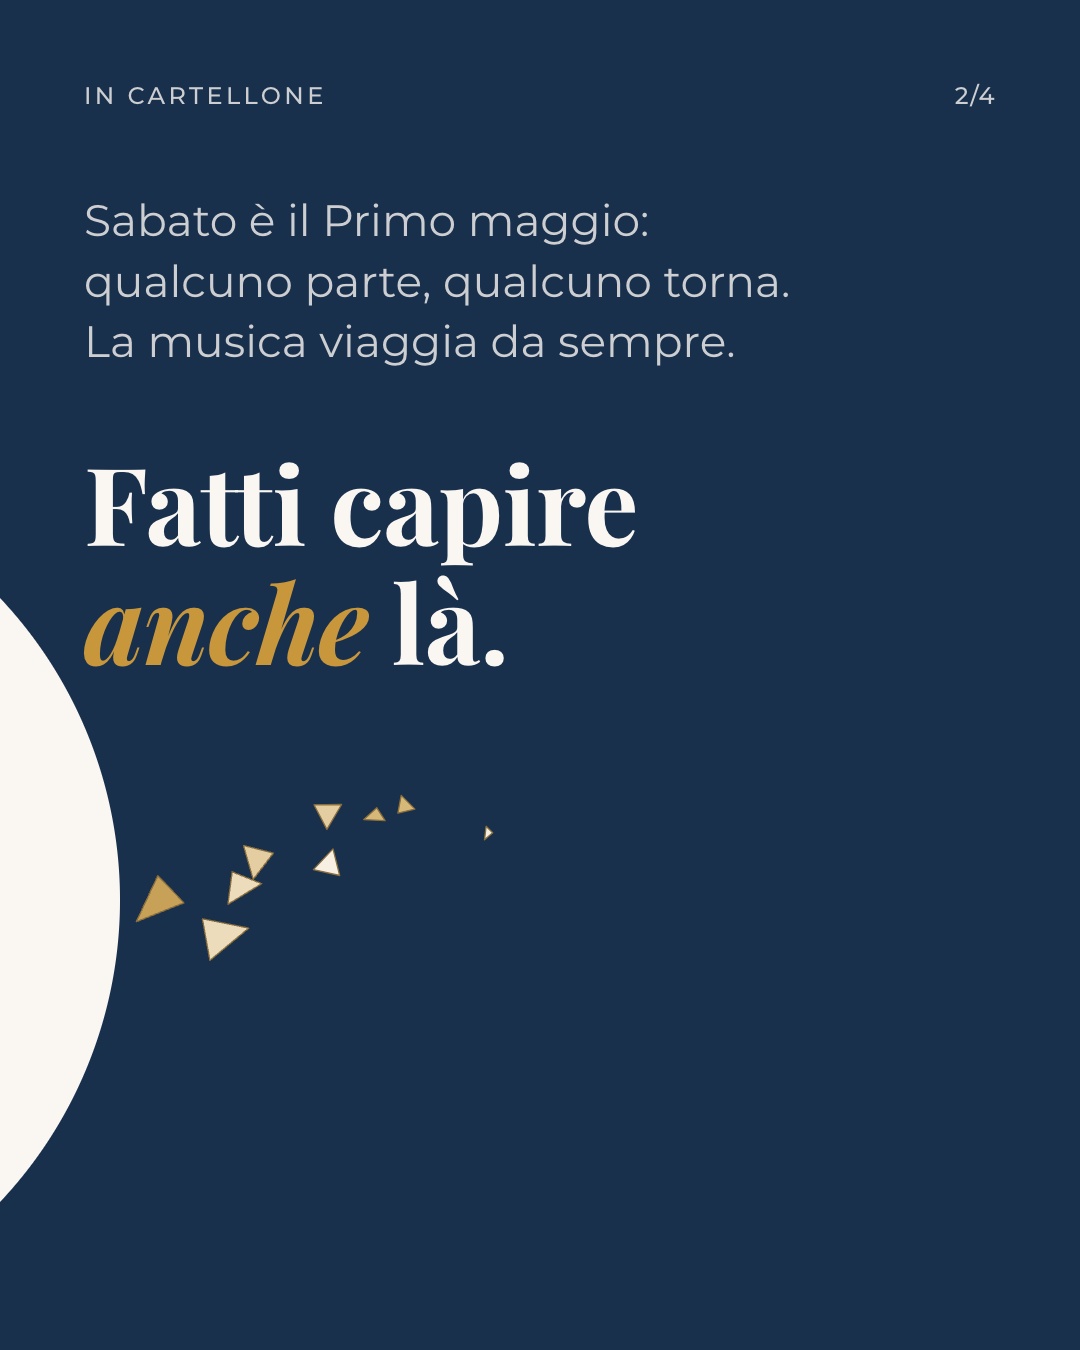 IN CARTELLONE
2/4
Sabato è il Primo maggio:
qualcuno parte, qualcuno torna.
La musica viaggia da sempre.
Fatti capire
anche là.